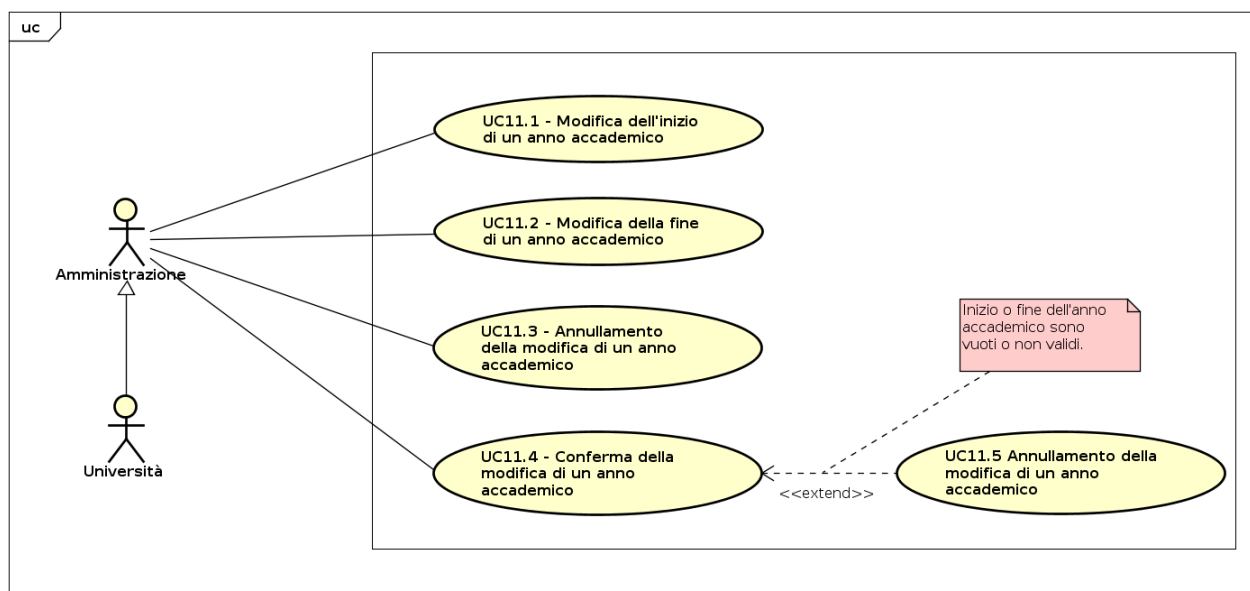 uc
UC11.1 - Modifica dell'inizio
di un anno accademico
UC11.2 - Modifica della fine
di un anno accademico
Amministrazione
UC11.3 - Annullamento
della modifica di un anno
accademico
Inizio o fine dell'anno
accademico sono
vuoti o non validi.
Università
UC11.4 - Conferma della
modifica di un anno
accademico
<<extend>>
UC11.5 Annullamento della
modifica di un anno
accademico